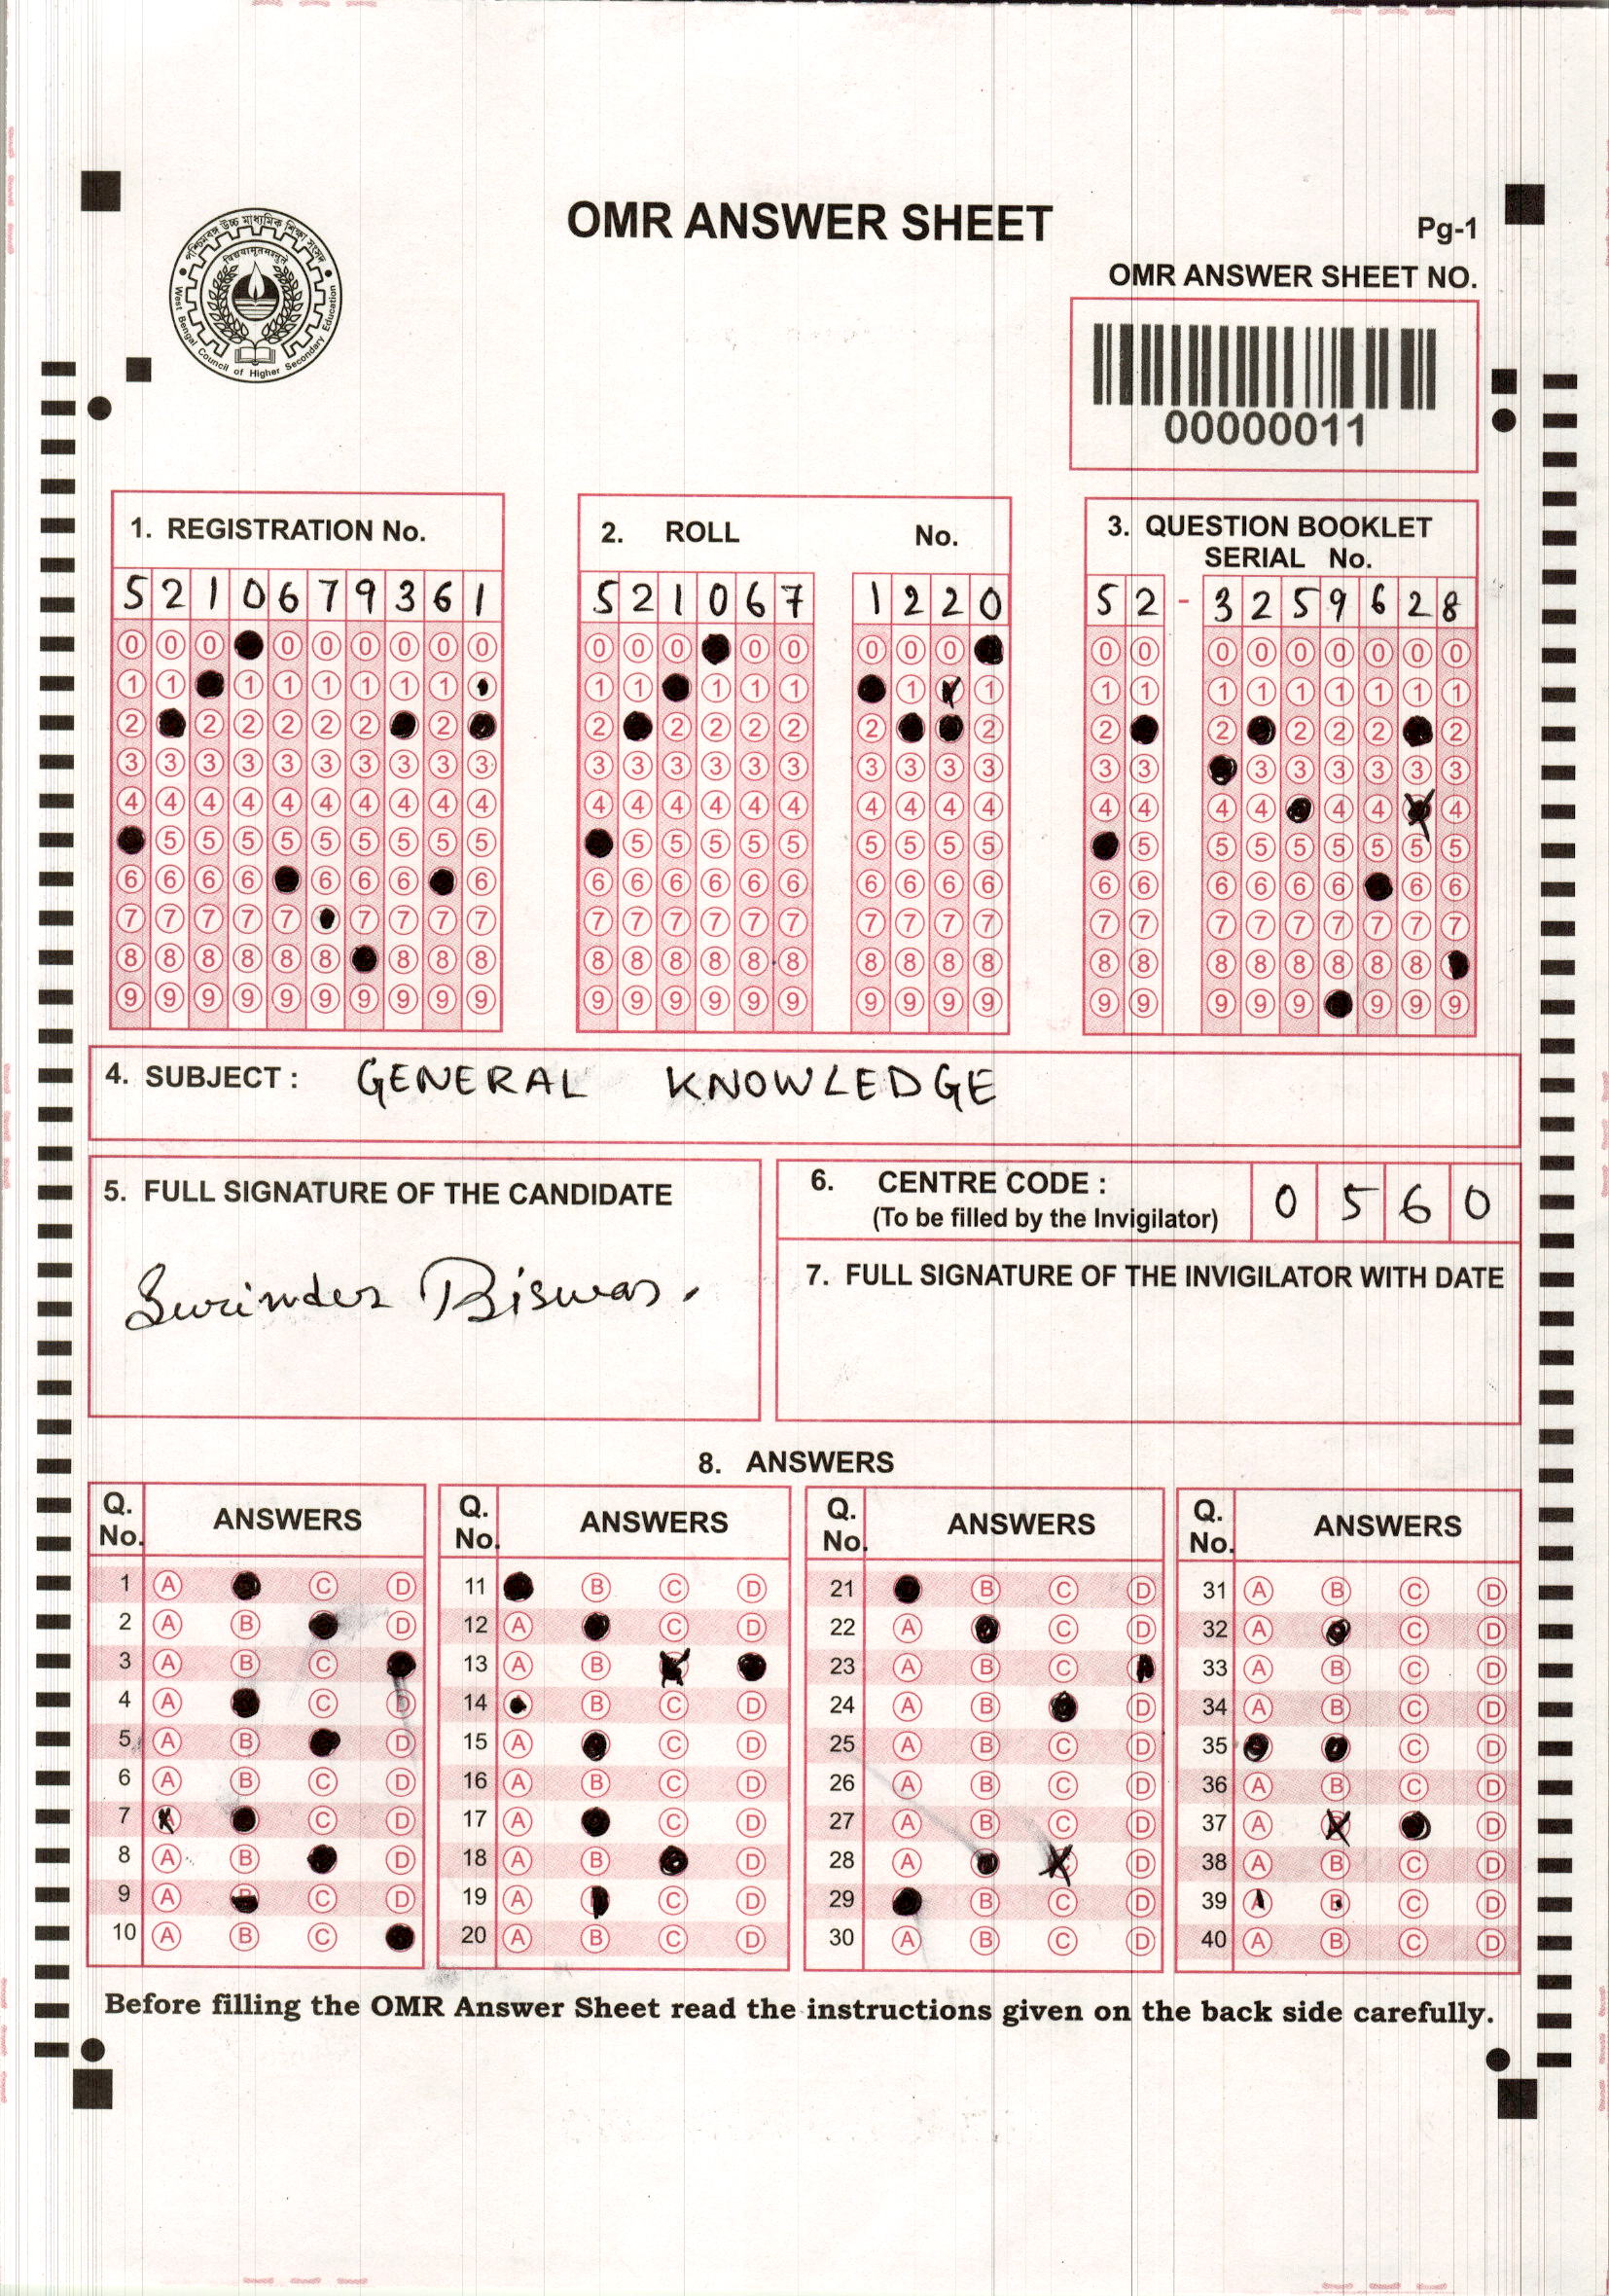 OMR ANSWER SHEET
Pg-1
পশ্চিমবঙ্গ উচ্চ মাধ্যমিক শিক্ষা সংসদ
West Bengal Council of Higher Secondary Education
OMR ANSWER SHEET NO.
00000011
1. REGISTRATION No.
5 2 1 0 6 7 9 3 6 1
2. ROLL No.
5 2 1 0 6 7 1 2 2 0
3. QUESTION BOOKLET
SERIAL No.
5 2 - 3 2 5 9 6 2 8
4. SUBJECT : GENERAL KNOWLEDGE
5. FULL SIGNATURE OF THE CANDIDATE
Surinder Biswas.
6. CENTRE CODE : 0 5 6 0
(To be filled by the Invigilator)
7. FULL SIGNATURE OF THE INVIGILATOR WITH DATE
8. ANSWERS
Q. No. ANSWERS Q. No. ANSWERS Q. No. ANSWERS Q. No. ANSWERS
1 A C D 11 B C D 21 B C D 31 A B C D
2 A B D 12 A C D 22 A C D 32 A C D
3 A B C 13 A B 23 A B C 33 A B C D
4 A C D 14 B C D 24 A B D 34 A B C D
5 A B D 15 A C D 25 A B C D 35 C D
6 A B C D 16 A B C D 26 A B C D 36 A B C D
7 A C D 17 A C D 27 A B C D 37 A D
8 A B D 18 A B D 28 A D 38 A B C D
9 A B C D 19 A C D 29 B C D 39 A B C D
10 A B C 20 A B C D 30 A B C D 40 A B C D
Before filling the OMR Answer Sheet read the instructions given on the back side carefully.